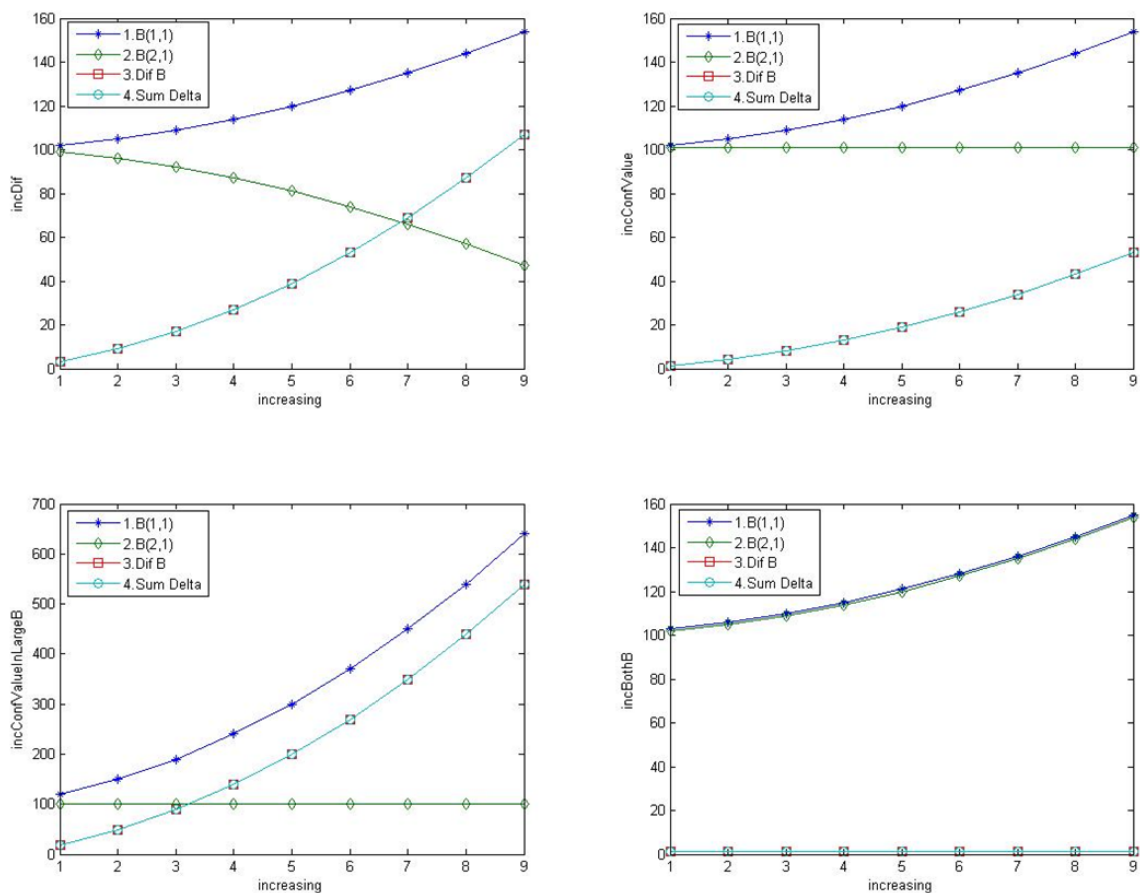 160
140
120
100
80
60
40
20
0
incDif
1.B(1,1)
2.B(2,1)
3.Dif B
4.Sum Delta
1 2 3 4 5 6 7 8 9
increasing
160
140
120
100
80
60
40
20
0
incConfValue
1.B(1,1)
2.B(2,1)
3.Dif B
4.Sum Delta
1 2 3 4 5 6 7 8 9
increasing
700
600
500
400
300
200
100
0
incConfValueInLargeB
1.B(1,1)
2.B(2,1)
3.Dif B
4.Sum Delta
1 2 3 4 5 6 7 8 9
increasing
160
140
120
100
80
60
40
20
0
incBothB
1.B(1,1)
2.B(2,1)
3.Dif B
4.Sum Delta
1 2 3 4 5 6 7 8 9
increasing